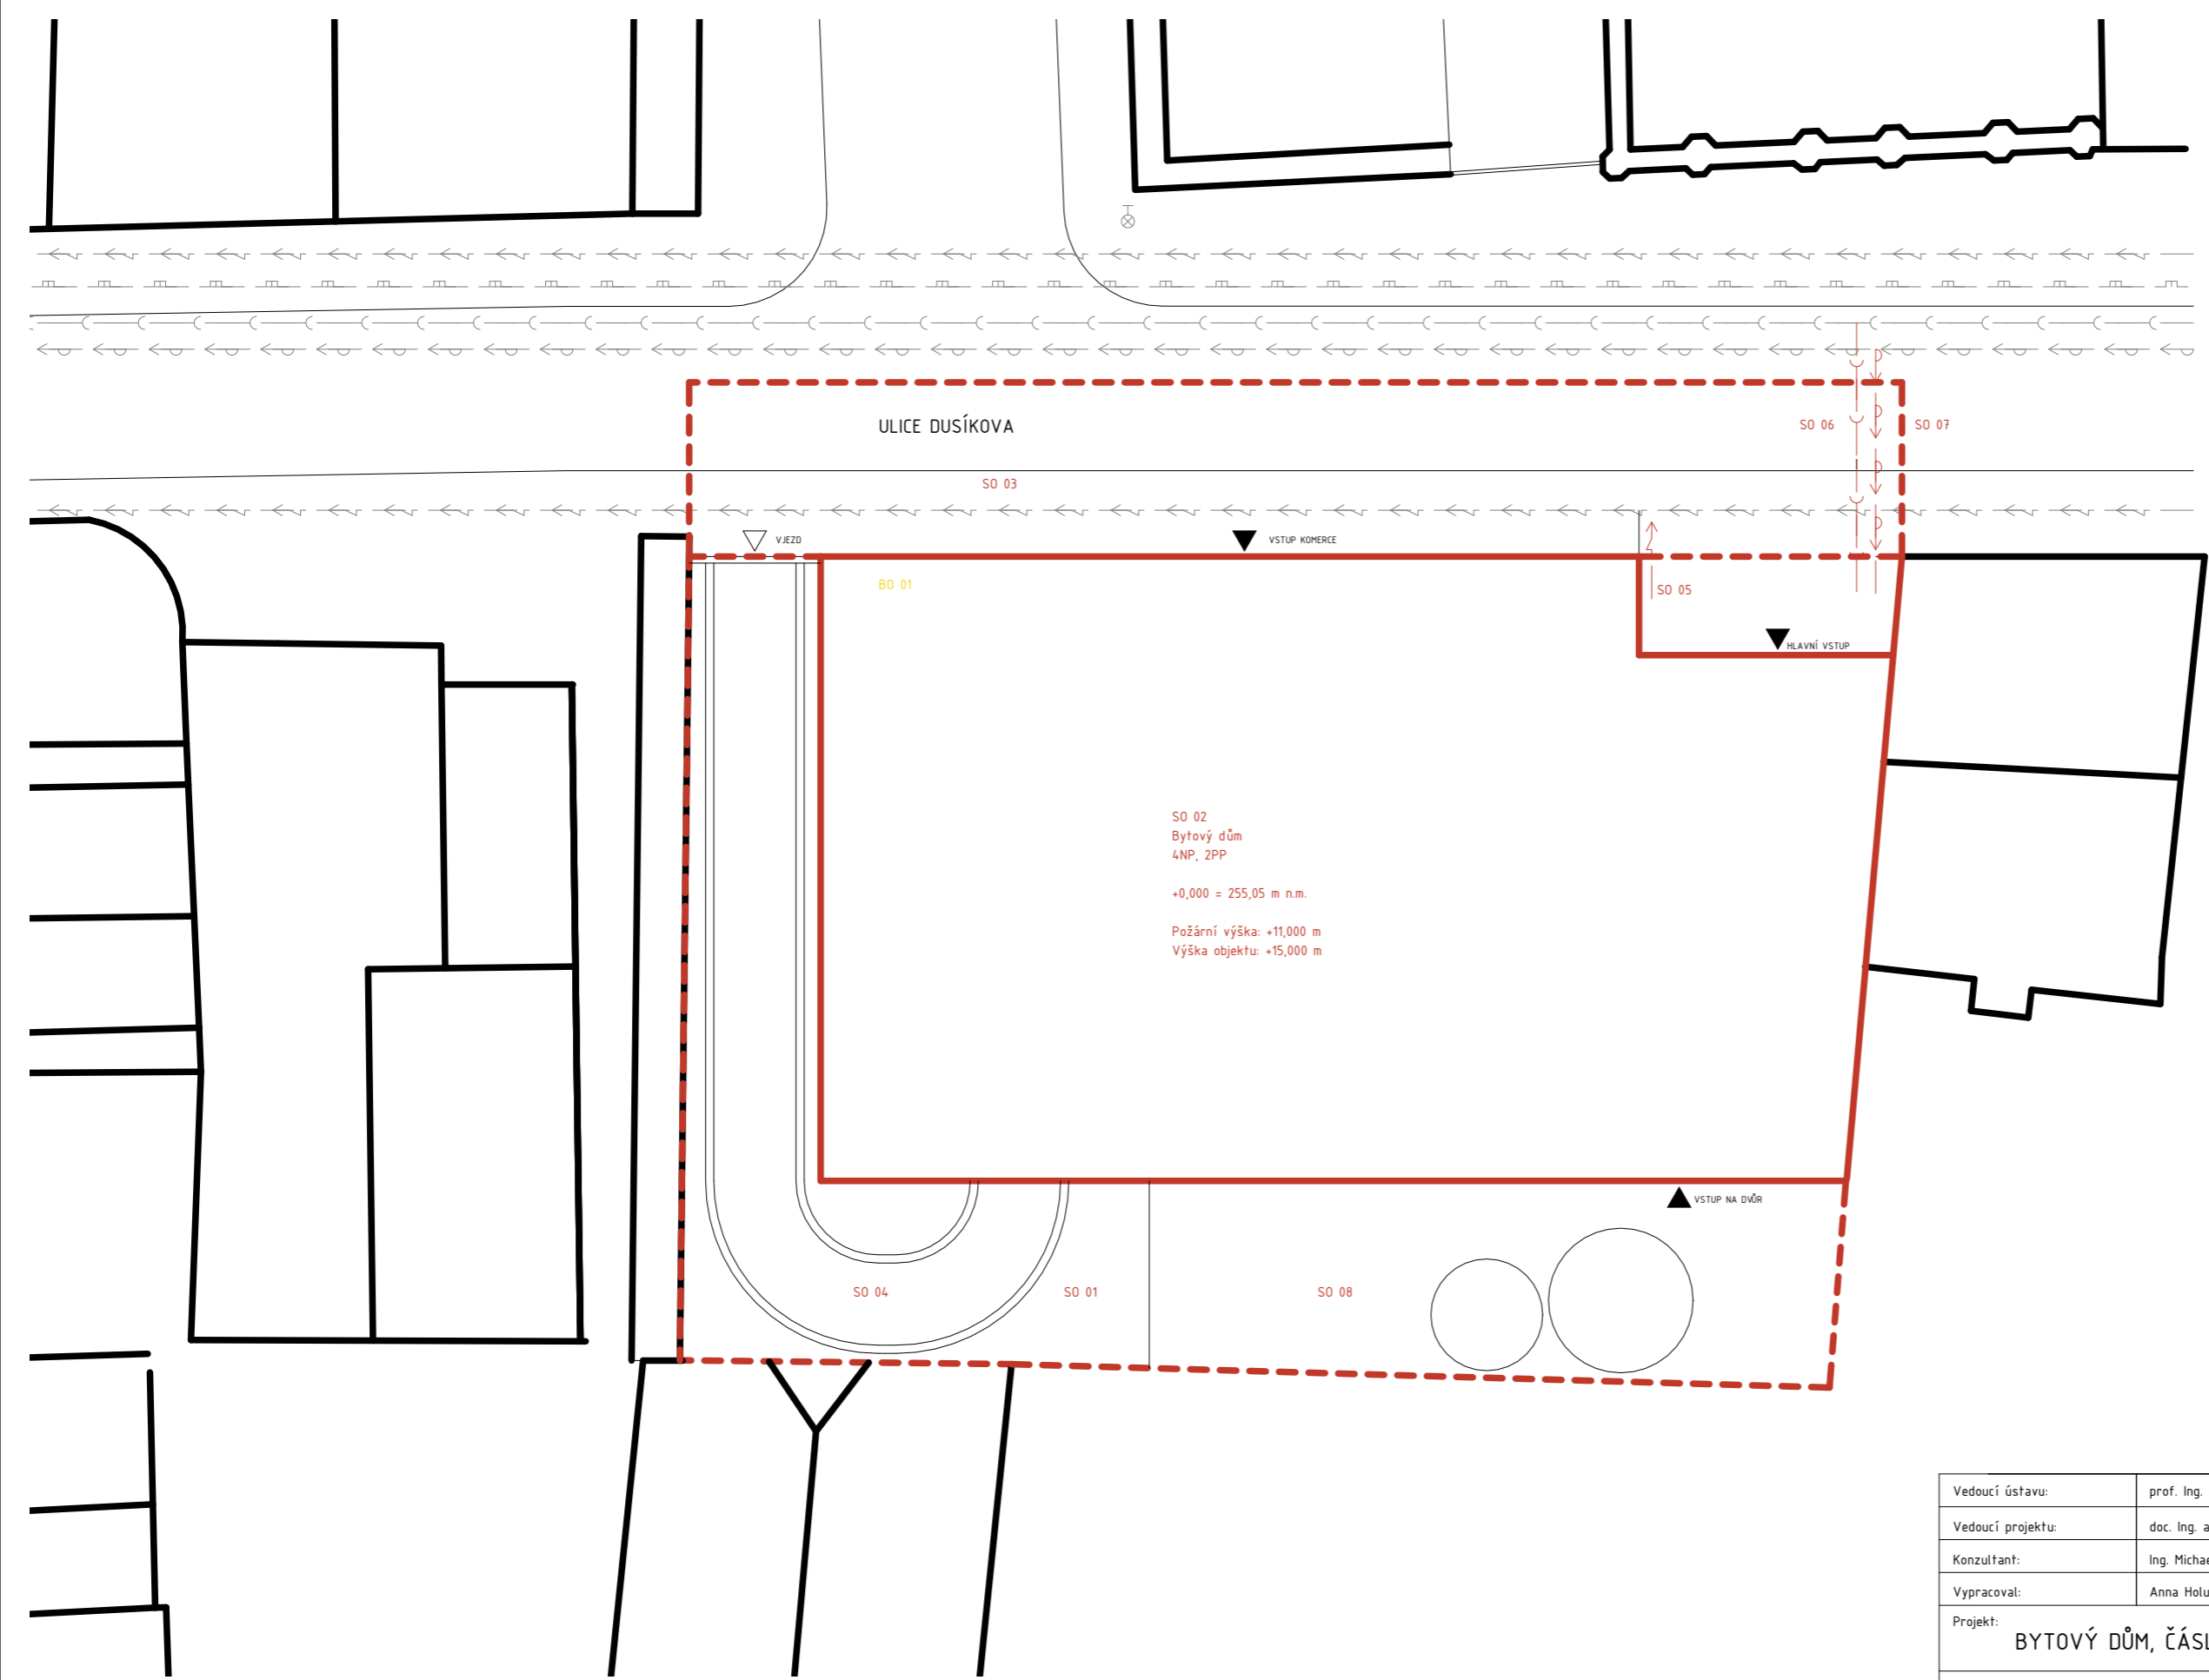 ULICE DUSÍKOVA
SO 06
SO 07
SO 03
VJEZD
VSTUP KOMERCE
BO 01
SO 05
HLAVNÍ VSTUP
SO 02
Bytový dům
4NP, 2PP
+0,000 = 255,05 m n.m.
Požární výška: +11,000 m
Výška objektu: +15,000 m
VSTUP NA DVŮR
SO 04
SO 01
SO 08
Vedoucí ústavu: prof. Ing.
Vedoucí projektu: doc. Ing. a
Konzultant: Ing. Michae
Vypracoval: Anna Holu
Projekt:
BYTOVÝ DŮM, ČÁSL